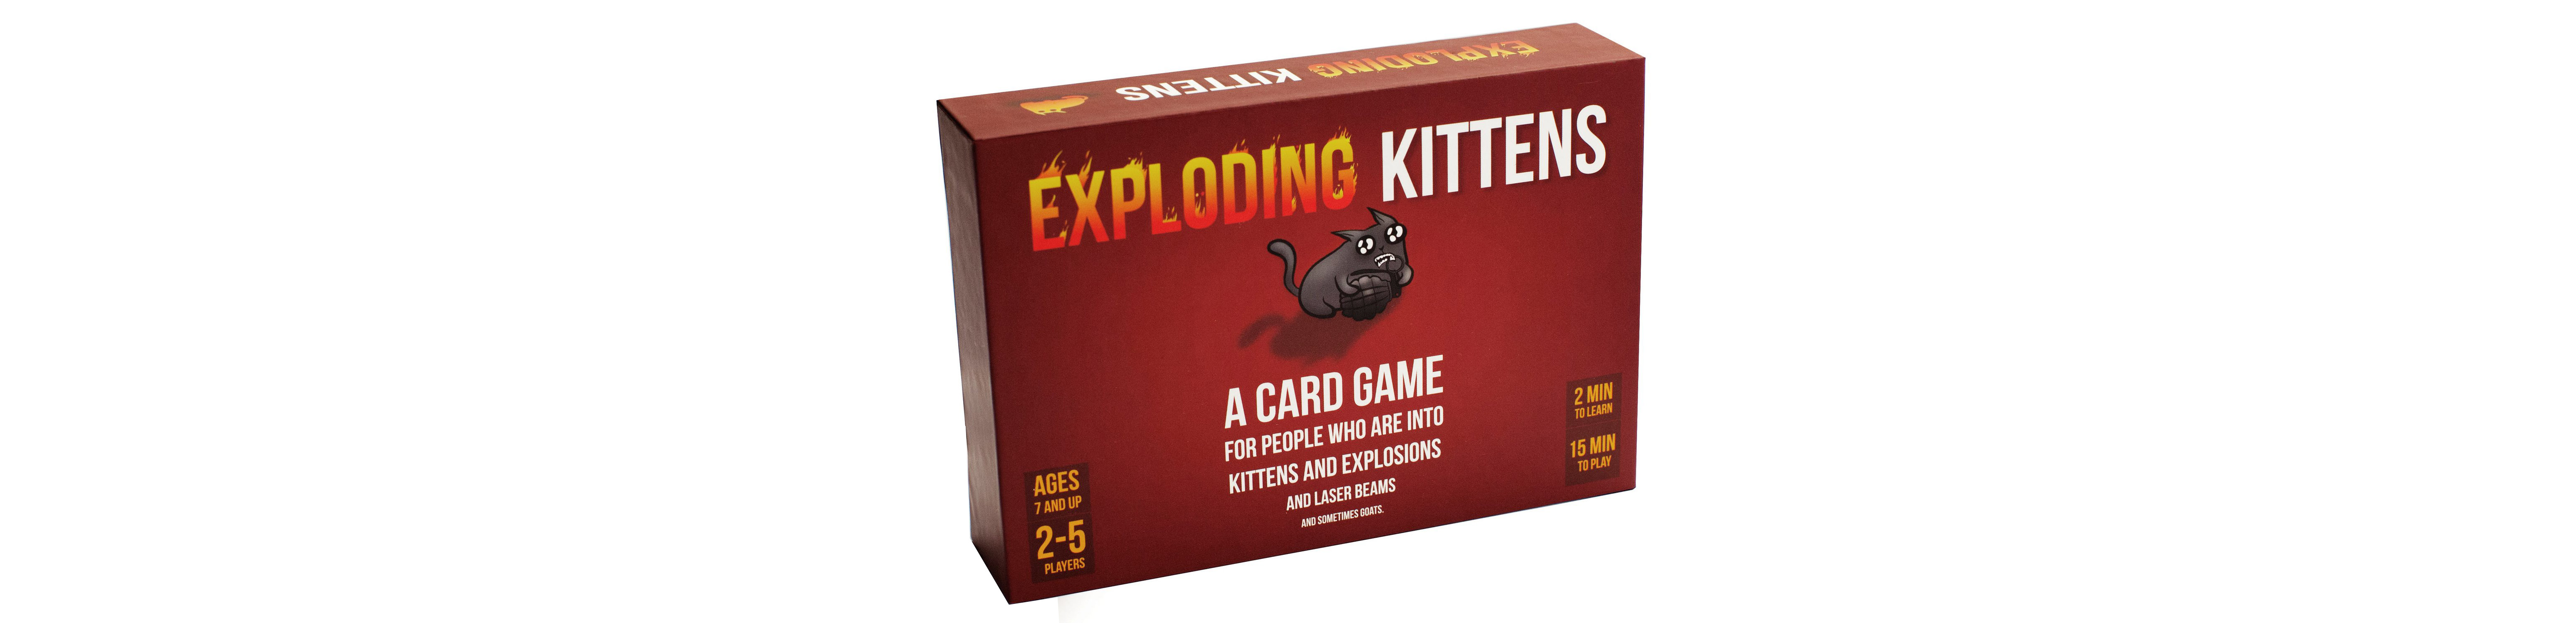 EXPLODING KITTENS
EXPLODING KITTENS
A CARD GAME
FOR PEOPLE WHO ARE INTO
KITTENS AND EXPLOSIONS
AND LASER BEAMS
AND SOMETIMES GOATS.
2 MIN
TO LEARN
15 MIN
TO PLAY
AGES
7 AND UP
2-5
PLAYERS